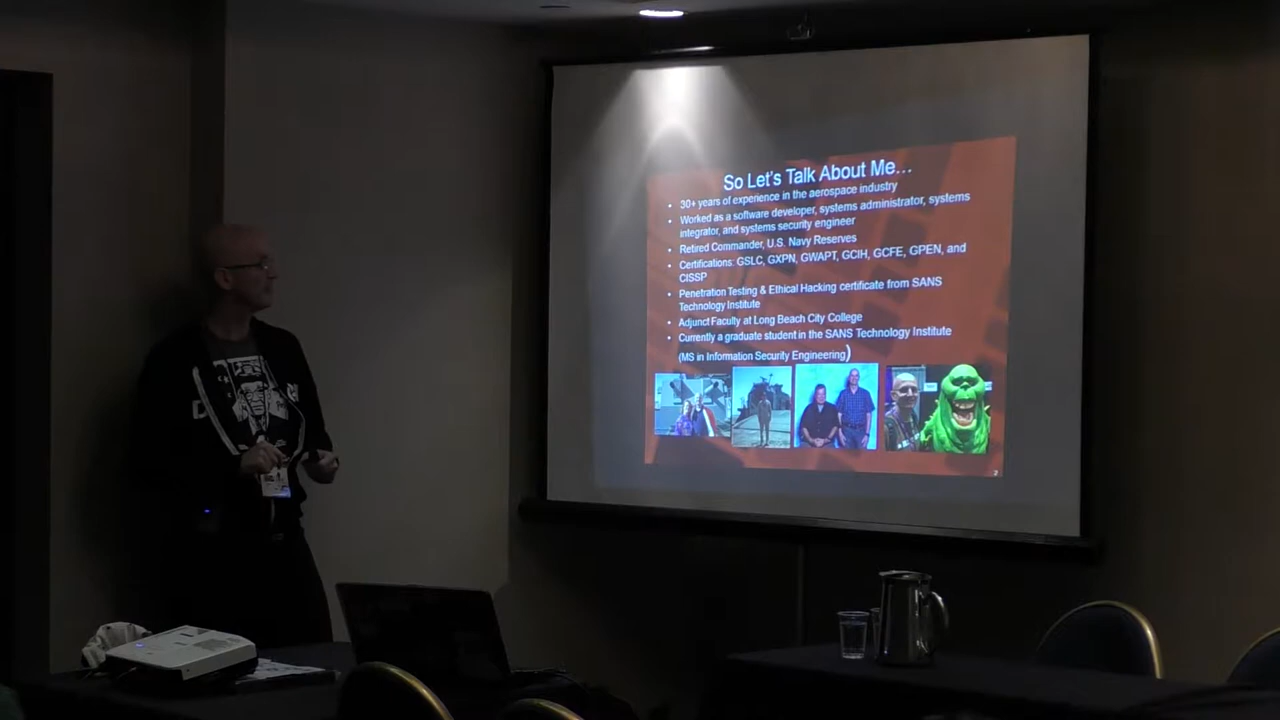 So Let's Talk About Me…
• 30+ years of experience in the aerospace industry
• Worked as a software developer, systems administrator, systems
integrator, and systems security engineer
• Retired Commander, U.S. Navy Reserves
• Certifications: GSLC, GXPN, GWAPT, GCIH, GCFE, GPEN, and
CISSP
• Penetration Testing & Ethical Hacking certificate from SANS
Technology Institute
• Adjunct Faculty at Long Beach City College
• Currently a graduate student in the SANS Technology Institute
(MS in Information Security Engineering)
2